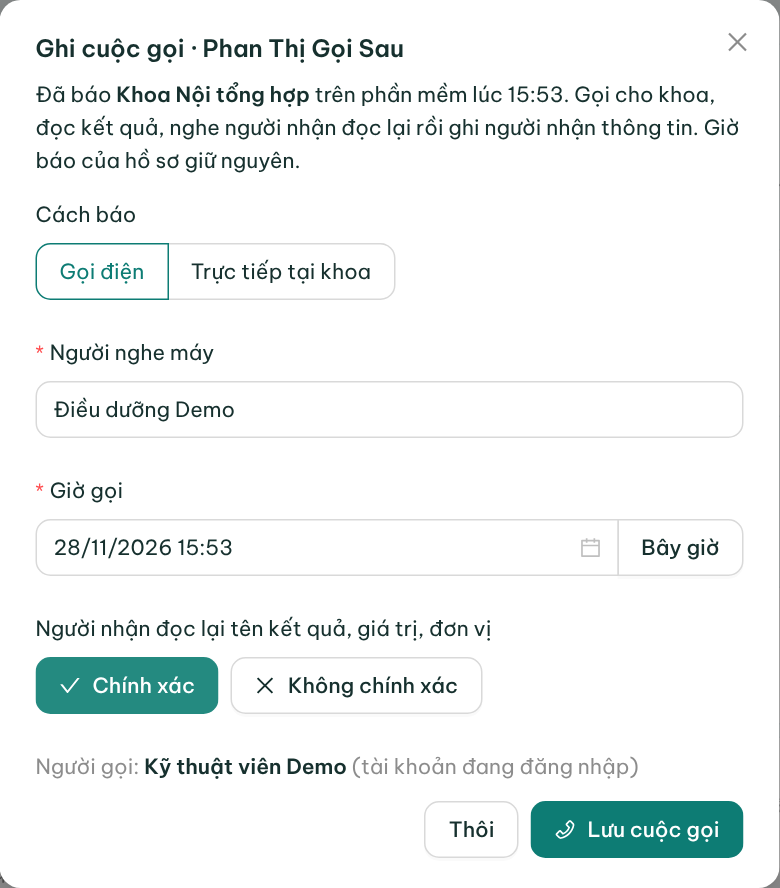 Ghi cuộc gọi · Phan Thị Gọi Sau
Đã báo Khoa Nội tổng hợp trên phần mềm lúc 15:53. Gọi cho khoa,
đọc kết quả, nghe người nhận đọc lại rồi ghi người nhận thông tin. Giờ
báo của hồ sơ giữ nguyên.
Cách báo
Gọi điện
Trực tiếp tại khoa
* Người nghe máy
Điều dưỡng Demo
* Giờ gọi
28/11/2026 15:53
Bây giờ
Người nhận đọc lại tên kết quả, giá trị, đơn vị
Chính xác
Không chính xác
Người gọi: Kỹ thuật viên Demo (tài khoản đang đăng nhập)
Thôi
Lưu cuộc gọi